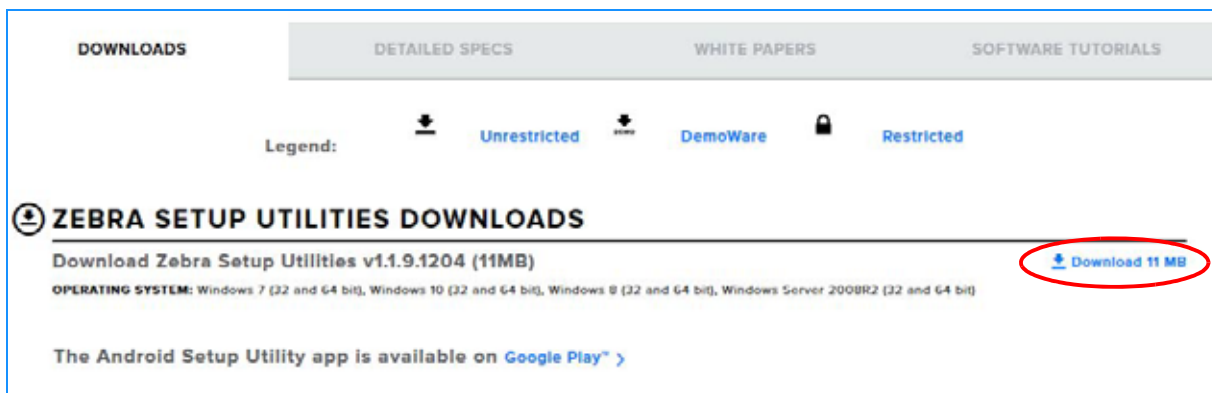 DOWNLOADS DETAILED SPECS WHITE PAPERS SOFTWARE TUTORIALS
Legend: Unrestricted DEMO DemoWare Restricted
ZEBRA SETUP UTILITIES DOWNLOADS
Download Zebra Setup Utilities v1.1.9.1204 (11MB) Download 11 MB
OPERATING SYSTEM: Windows 7 (32 and 64 bit), Windows 10 (32 and 64 bit), Windows 8 (32 and 64 bit), Windows Server 2008R2 (32 and 64 bit)
The Android Setup Utility app is available on Google Play™ >